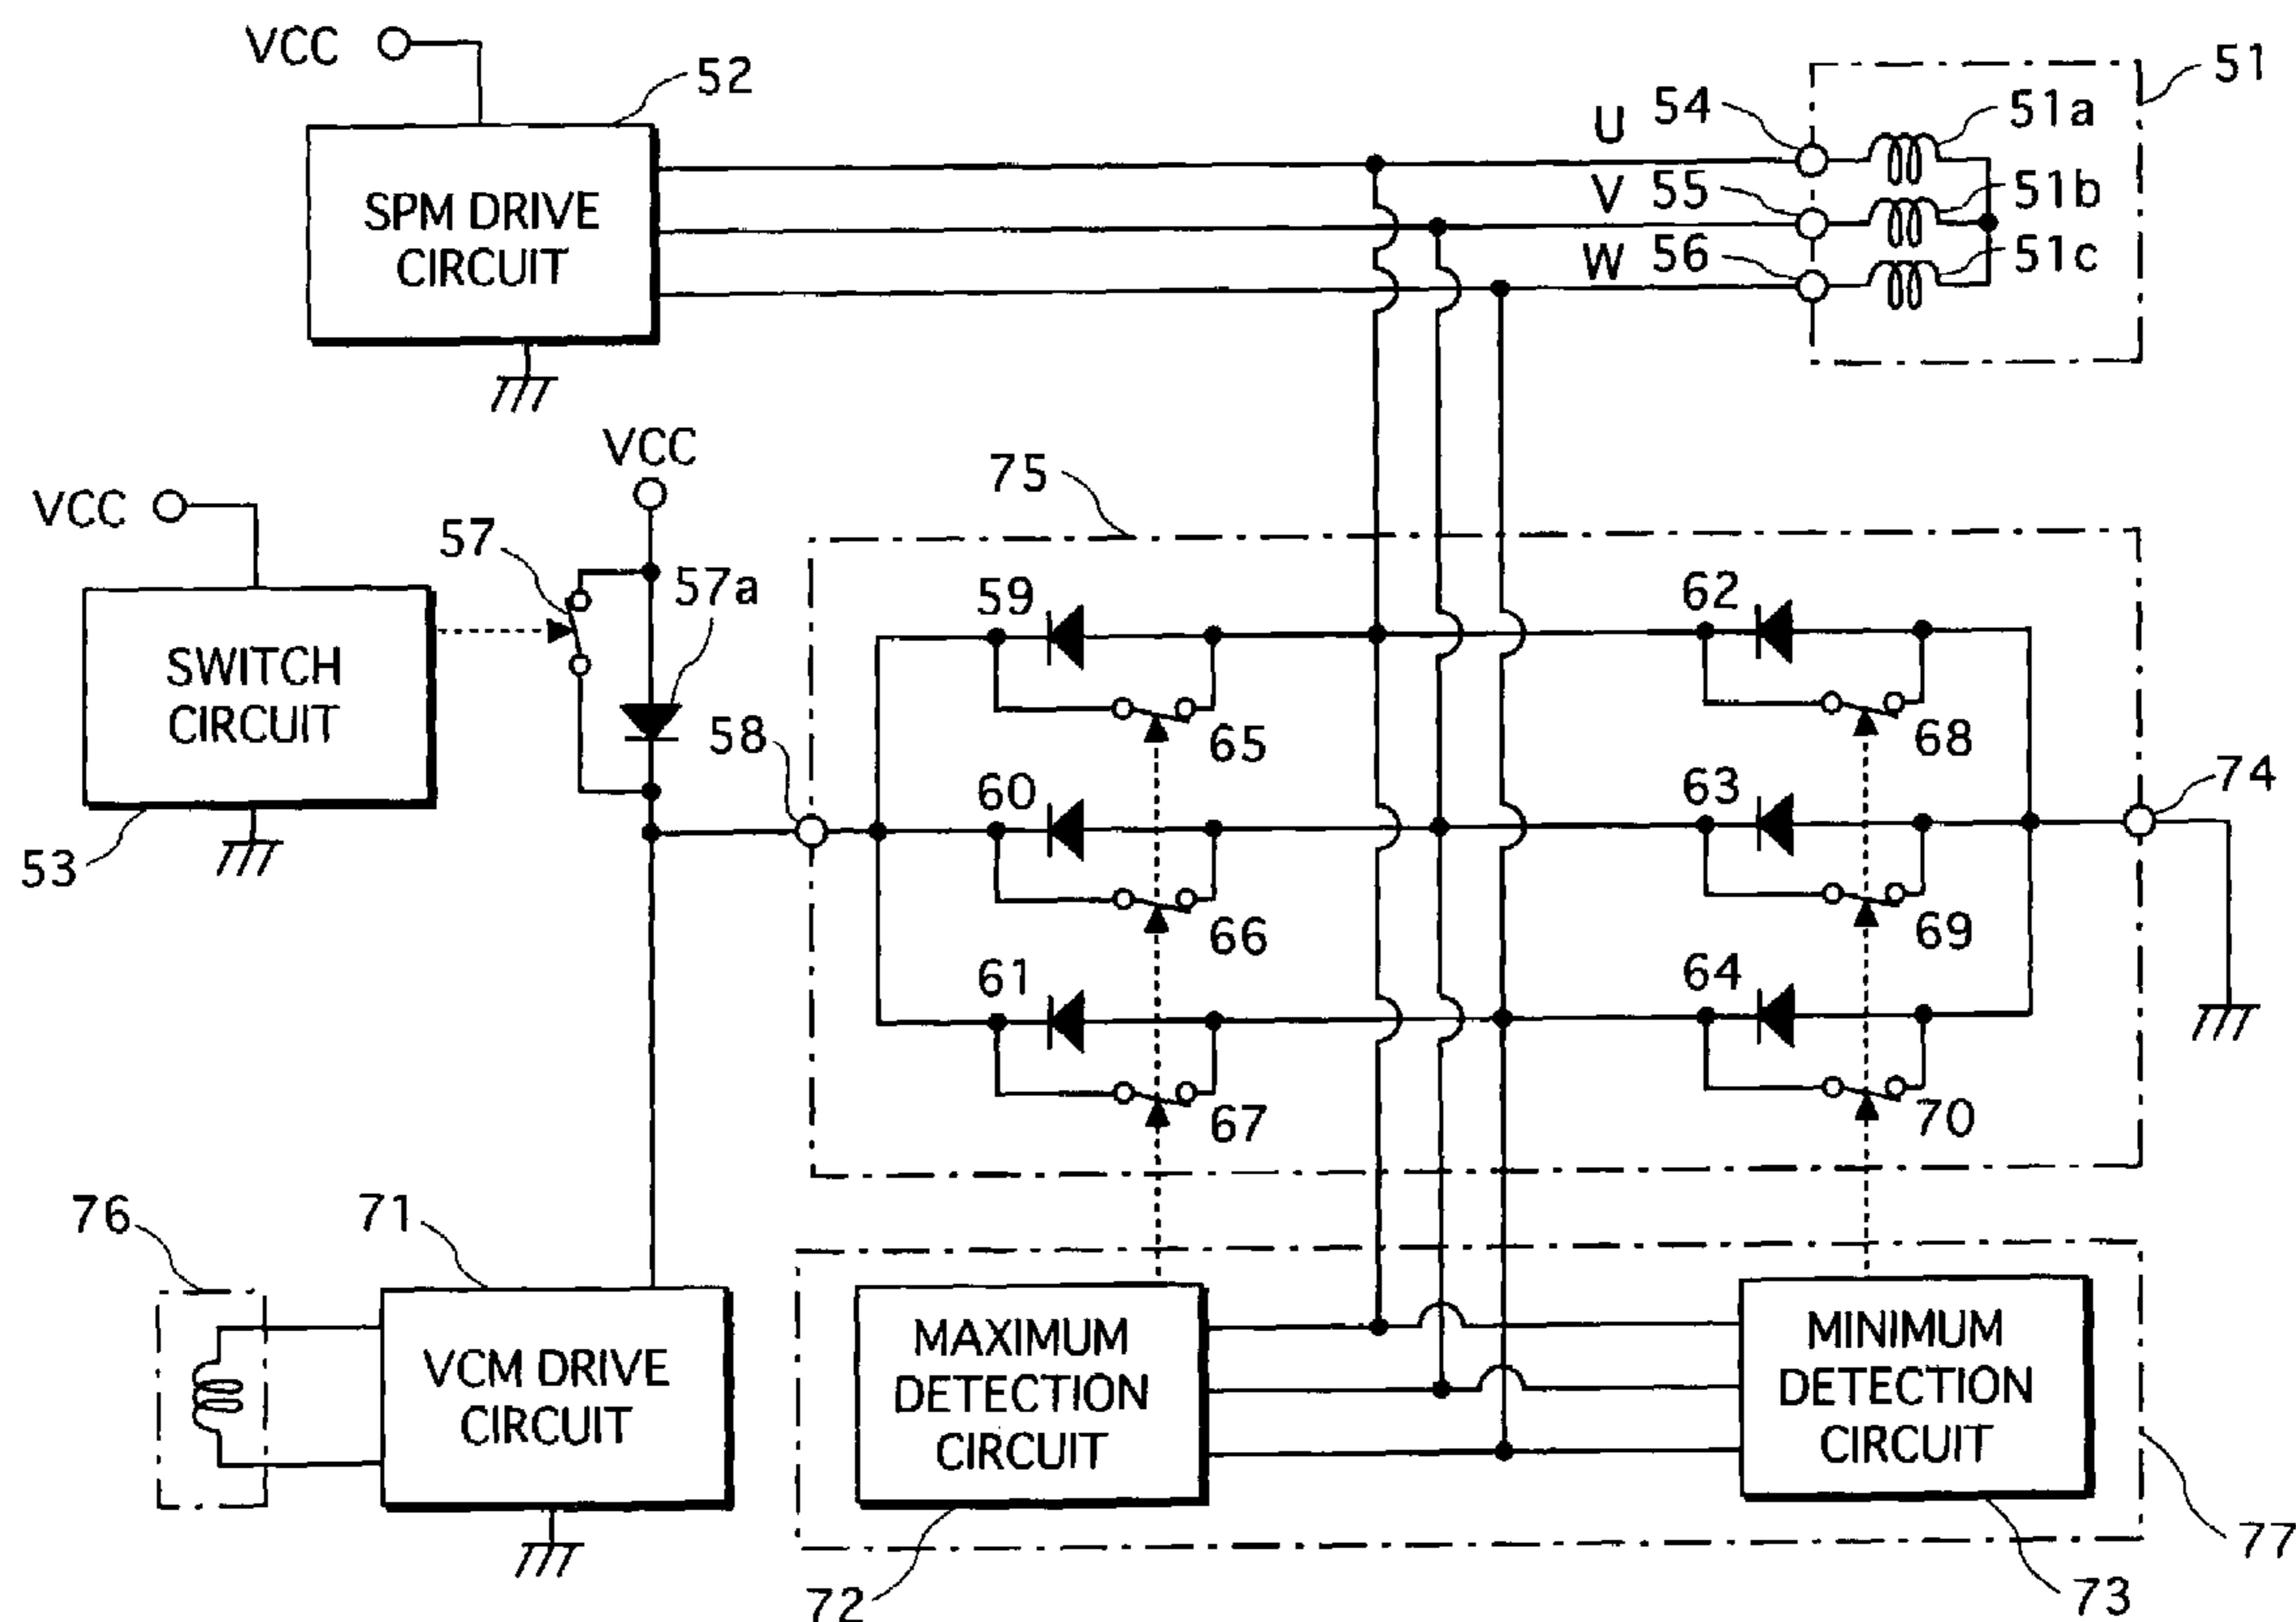 VCC
52
SPM DRIVE
CIRCUIT
51
U 54
51a
V 55
51b
W 56
51c
VCC
VCC
57
57a
SWITCH
CIRCUIT
53
75
58
59
62
65
68
60
63
74
66
69
61
64
67
70
76
71
VCM DRIVE
CIRCUIT
MAXIMUM
DETECTION
CIRCUIT
MINIMUM
DETECTION
CIRCUIT
72
73
77